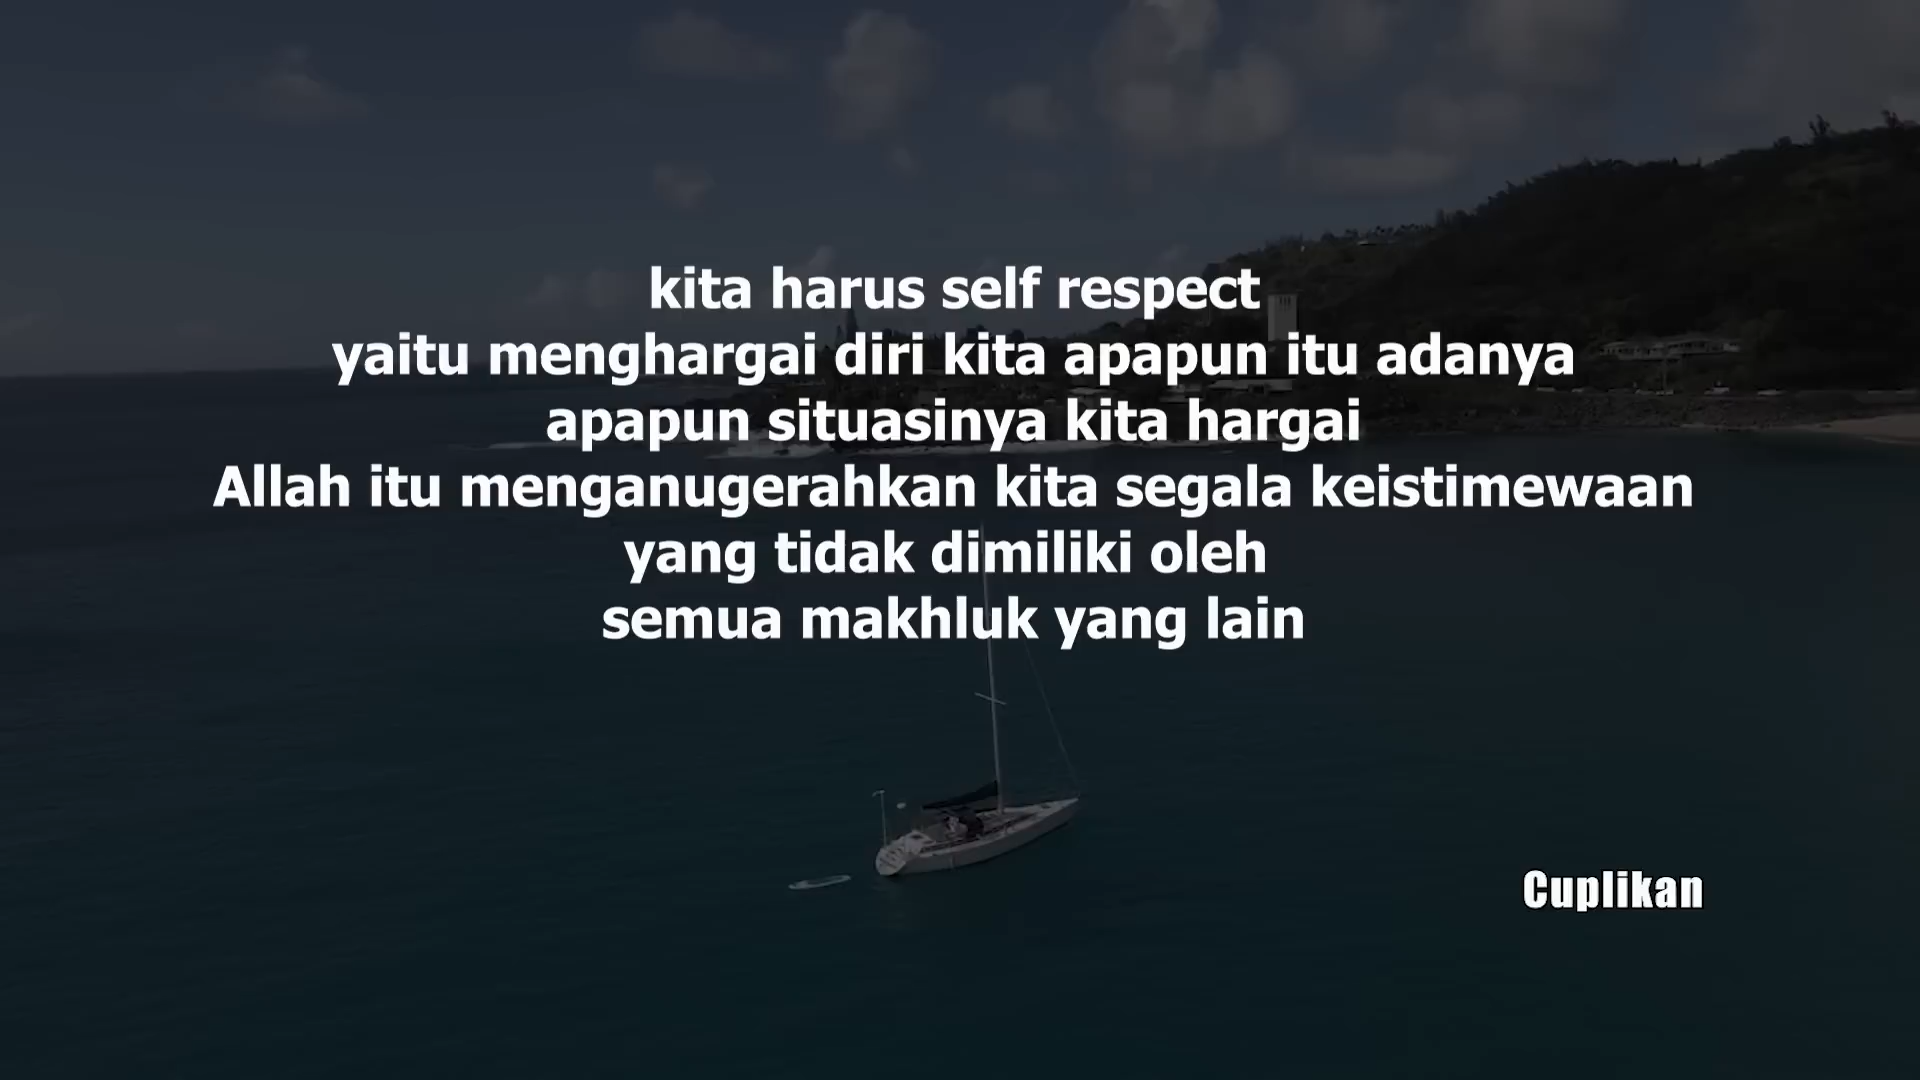 kita harus self respect
yaitu menghargai diri kita apapun itu adanya
apapun situasinya kita hargai
Allah itu menganugerahkan kita segala keistimewaan
yang tidak dimiliki oleh
semua makhluk yang lain
Cuplikan